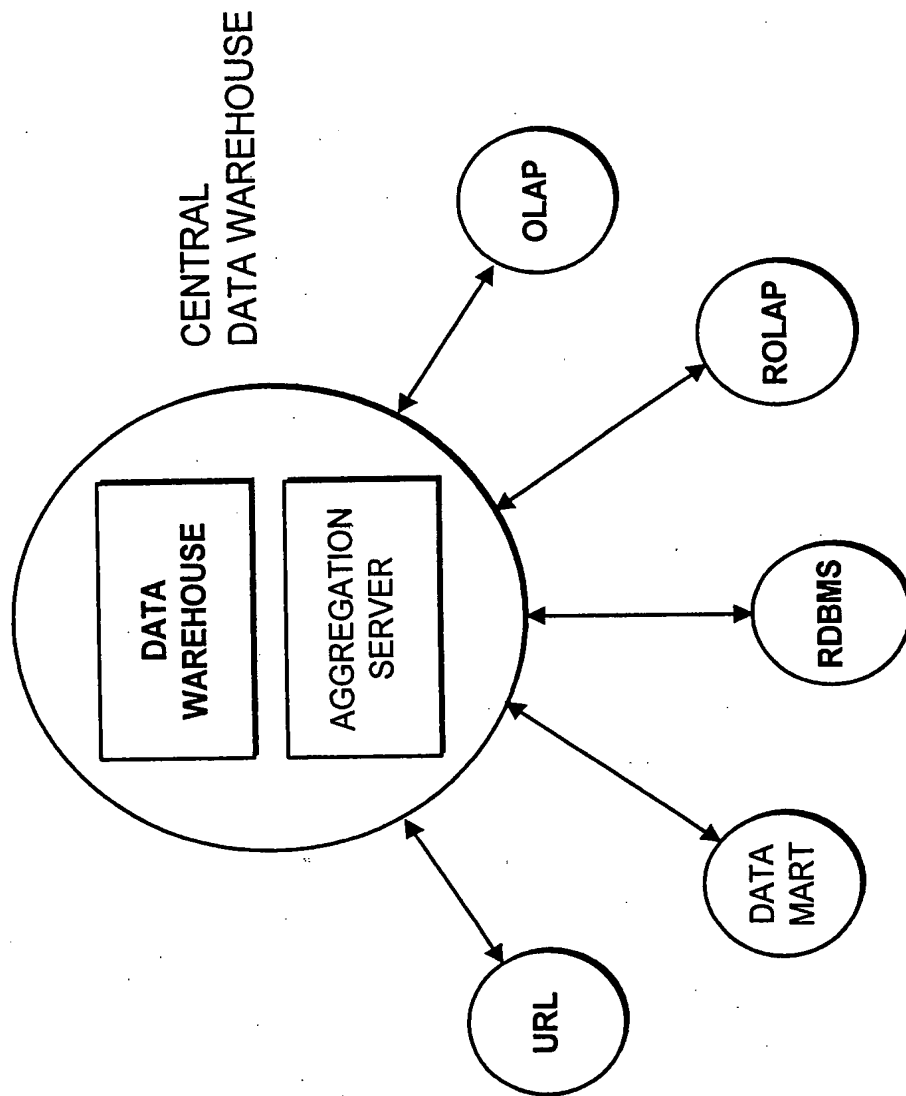 CENTRAL
DATA WAREHOUSE
DATA
WAREHOUSE
AGGREGATION
SERVER
URL
DATA
MART
RDBMS
ROLAP
OLAP